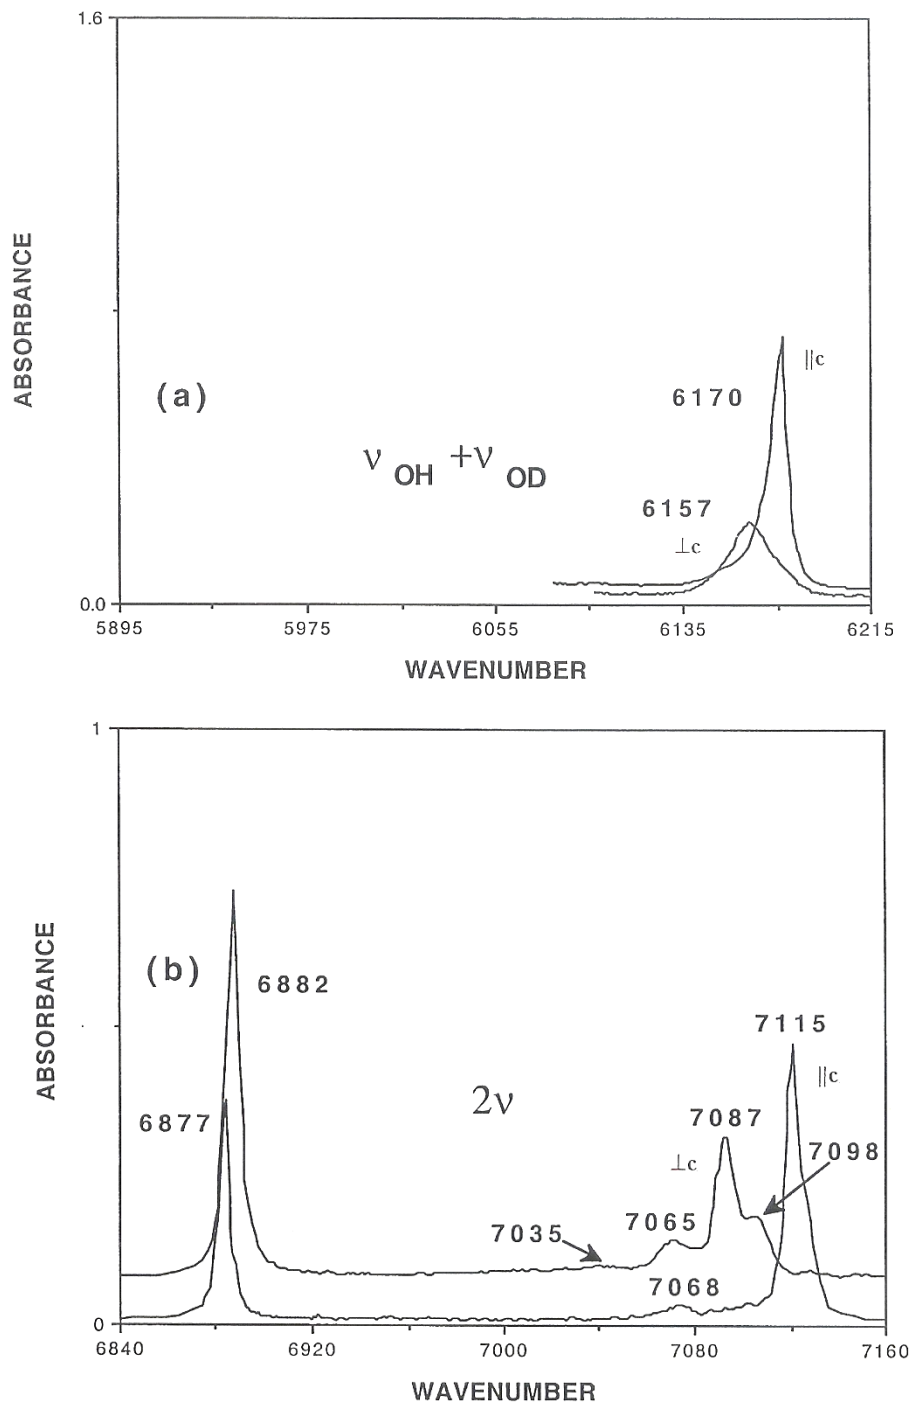 1.6
ABSORBANCE
∥c
(a)
6170
ν OH +ν OD
6157
⊥c
0.0
5895 5975 6055 6135 6215
WAVENUMBER
1
ABSORBANCE
(b)
6882
7115
∥c
2ν
6877
7087
⊥c
7098
7035
7065
7068
0
6840 6920 7000 7080 7160
WAVENUMBER